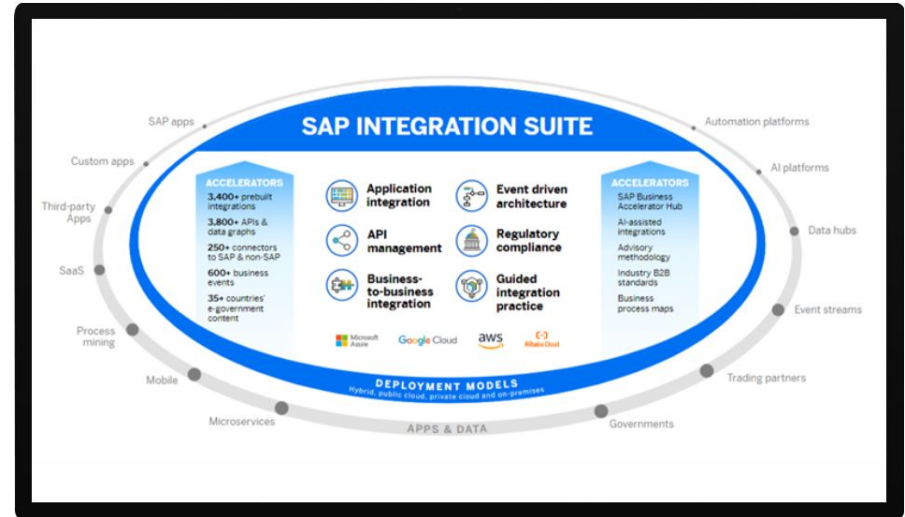 SAP INTEGRATION SUITE
SAP apps
Custom apps
Third-party
Apps
SaaS
Process
mining
Mobile
Microservices
ACCELERATORS
3,400+ prebuilt
integrations
3,800+ APIs &
data graphs
250+ connectors
to SAP & non-SAP
600+ business
events
35+ countries'
e-government
content
Application
integration
API
management
Business-
to-business
integration
Event driven
architecture
Regulatory
compliance
Guided
integration
practice
Microsoft
Azure
Google Cloud
aws
Alibaba Cloud
ACCELERATORS
SAP Business
Accelerator Hub
AI-assisted
integrations
Advisory
methodology
Industry B2B
standards
Business
process maps
Automation platforms
AI platforms
Data hubs
Event streams
Trading partners
Governments
DEPLOYMENT MODELS
Hybrid, public cloud, private cloud and on-premises
APPS & DATA